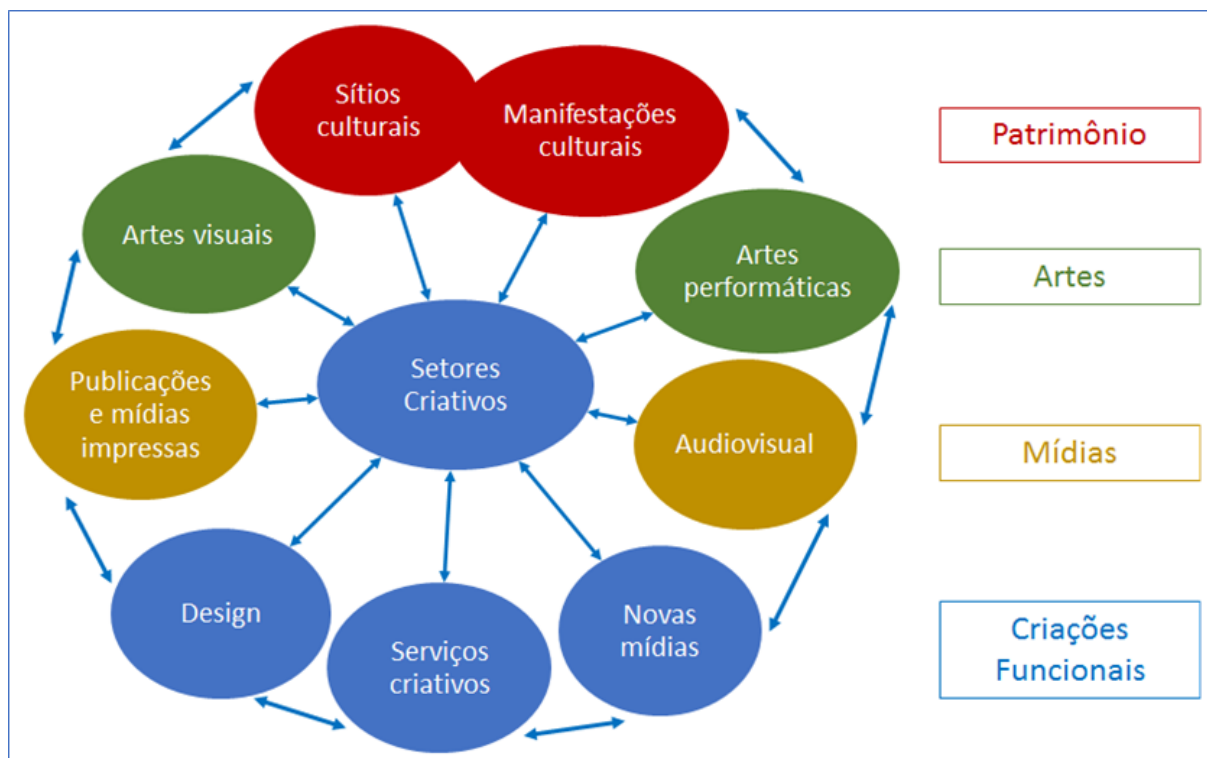 Sítios
culturais
Manifestações
culturais
Patrimônio
Artes visuais
Artes
performáticas
Artes
Setores
Criativos
Publicações
e mídias
impressas
Audiovisual
Mídias
Design
Serviços
criativos
Novas
mídias
Criações
Funcionais